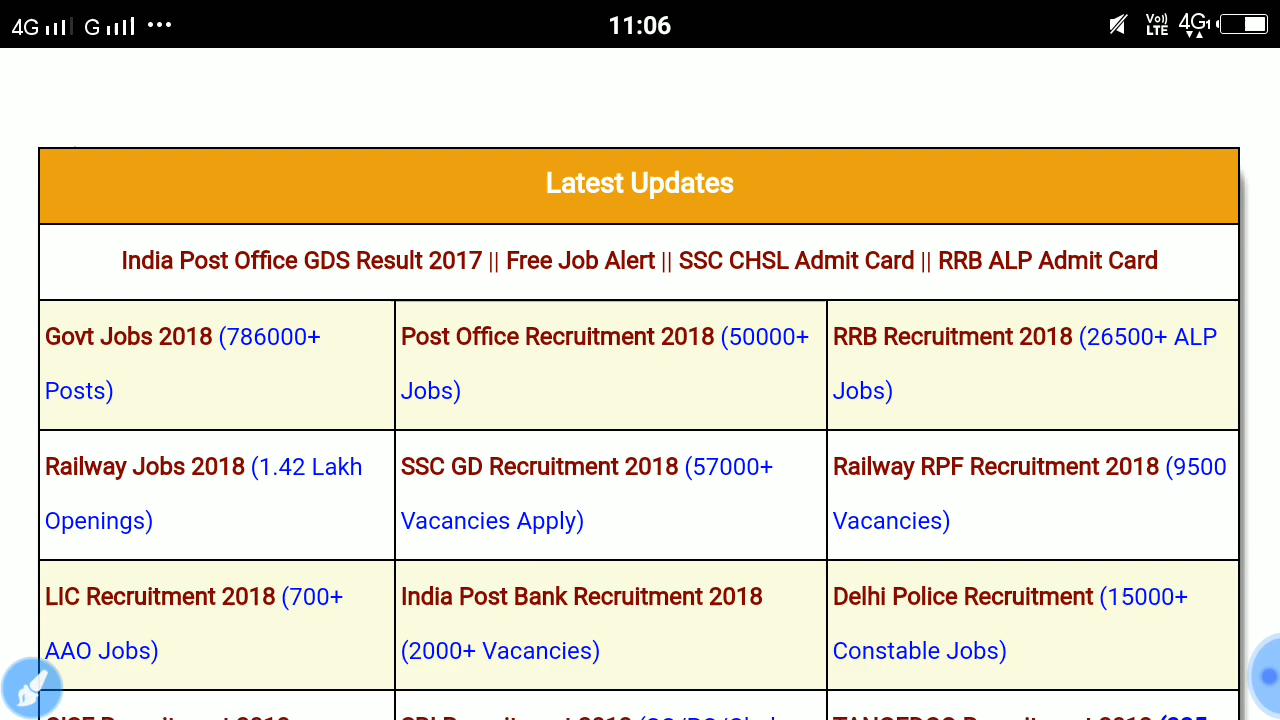 4G G ••• 11:06 Vo)) LTE 4G1
Latest Updates
India Post Office GDS Result 2017 || Free Job Alert || SSC CHSL Admit Card || RRB ALP Admit Card
Govt Jobs 2018 (786000+
Posts)
Post Office Recruitment 2018 (50000+
Jobs)
RRB Recruitment 2018 (26500+ ALP
Jobs)
Railway Jobs 2018 (1.42 Lakh
Openings)
SSC GD Recruitment 2018 (57000+
Vacancies Apply)
Railway RPF Recruitment 2018 (9500
Vacancies)
LIC Recruitment 2018 (700+
AAO Jobs)
India Post Bank Recruitment 2018
(2000+ Vacancies)
Delhi Police Recruitment (15000+
Constable Jobs)